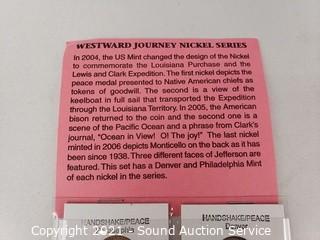 WESTWARD JOURNEY NICKEL SERIES
In 2004, the US Mint changed the design of the Nickel
to commemorate the Louisiana Purchase and the
Lewis and Clark Expedition. The first nickel depicts the
peace medal presented to Native American chiefs as
tokens of goodwill. The second is a view of the
keelboat in full sail that transported the Expedition
through the Louisiana Territory. In 2005, the American
bison returned to the coin and the second one is a
scene of the Pacific Ocean and a phrase from Clark's
journal, "Ocean in View! O! The joy!" The last nickel
minted in 2006 depicts Monticello on the back as it has
been since 1938. Three different faces of Jefferson are
featured. This set has a Denver and Philadelphia Mint
of each nickel in the series.
HANDSHAKE/PEACE
HANDSHAKE/PEACE
Copyright 2021 - Auction Ohio